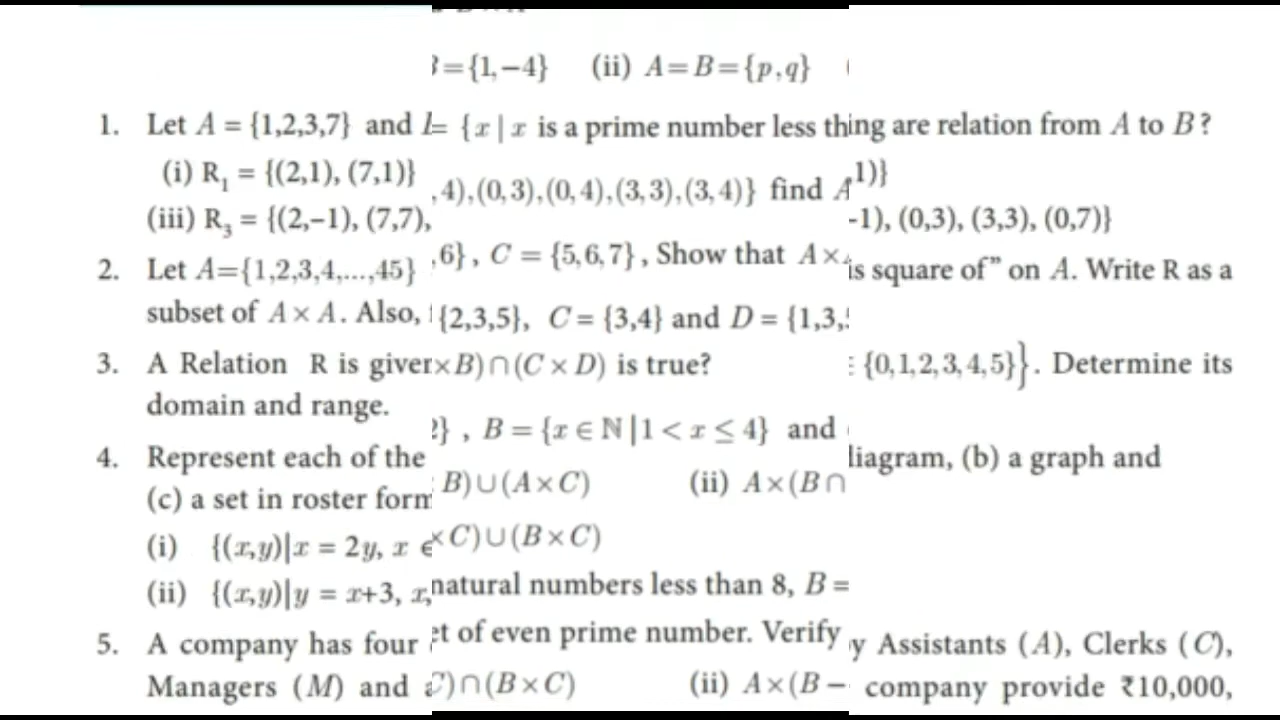 B={1,−4} (ii) A=B={p,q}
1. Let A = {1,2,3,7} and = {x|x is a prime number less thing are relation from A to B?
(i) R₁ = {(2,1), (7,1)} ,4),(0,3),(0,4),(3,3),(3,4)} find A 1)}
(iii) R₃ = {(2,−1), (7,7), −1), (0,3), (3,3), (0,7)}
,6}, C = {5,6,7}, Show that A×
2. Let A={1,2,3,4,...,45} is square of” on A. Write R as a
subset of A×A. Also, {2,3,5}, C = {3,4} and D = {1,3,
3. A Relation R is given ×B)∩(C×D) is true? {0,1,2,3,4,5}}. Determine its
domain and range.
}, B = {x∈ℕ|1<x≤4} and
4. Represent each of the diagram, (b) a graph and
(c) a set in roster form B)∪(A×C) (ii) A×(B∩
(i) {(x,y)|x = 2y, x ∈ ×C)∪(B×C)
(ii) {(x,y)|y = x+3, x, natural numbers less than 8, B =
5. A company has four et of even prime number. Verify y Assistants (A), Clerks (C),
Managers (M) and C)∩(B×C) (ii) A×(B− company provide ₹10,000,